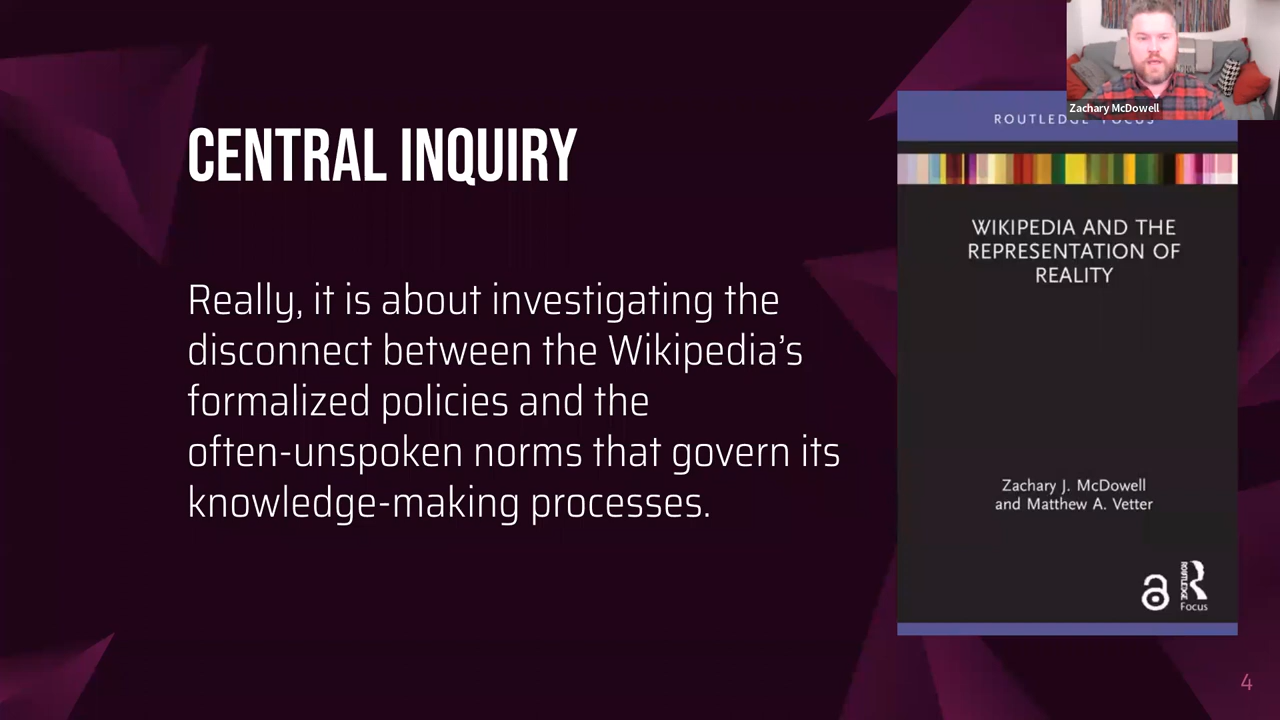 CENTRAL INQUIRY
Really, it is about investigating the
disconnect between the Wikipedia’s
formalized policies and the
often-unspoken norms that govern its
knowledge-making processes.
Zachary McDowell
ROUTLEDGE FOCUS
WIKIPEDIA AND THE
REPRESENTATION OF
REALITY
Zachary J. McDowell
and Matthew A. Vetter
ROUTLEDGE
Focus
4